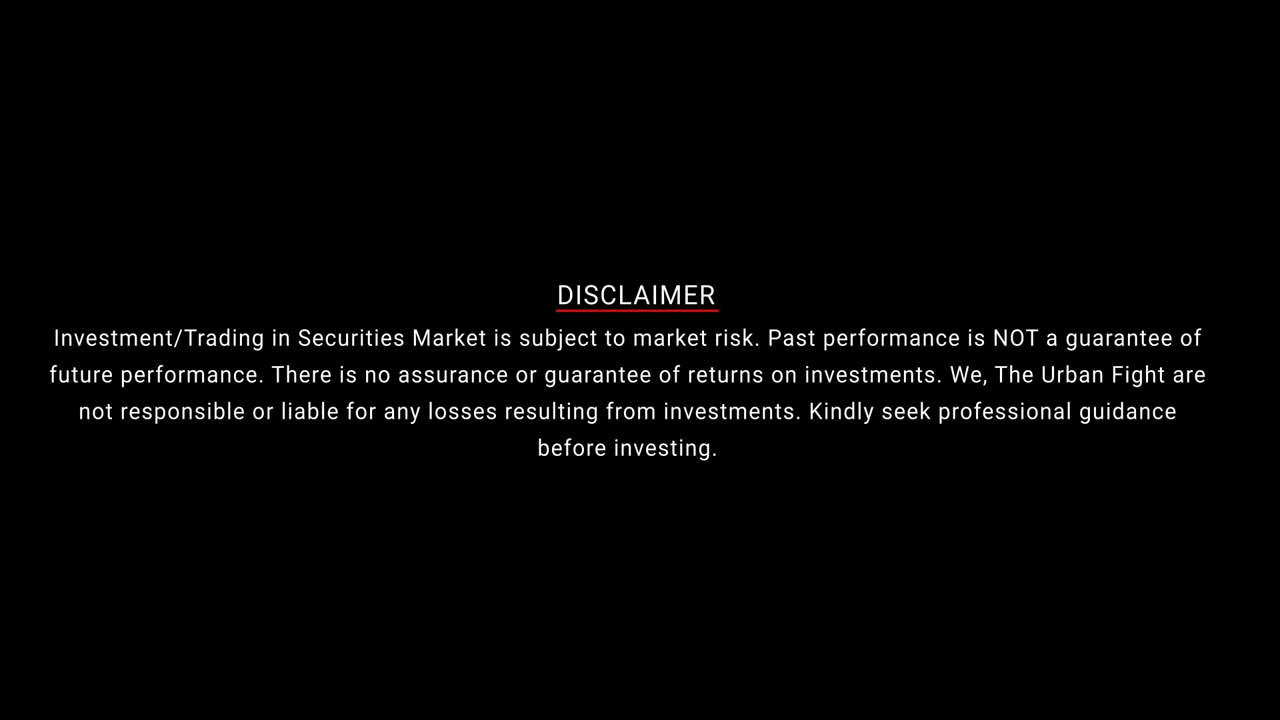 DISCLAIMER
Investment/Trading in Securities Market is subject to market risk. Past performance is NOT a guarantee of
future performance. There is no assurance or guarantee of returns on investments. We, The Urban Fight are
not responsible or liable for any losses resulting from investments. Kindly seek professional guidance
before investing.